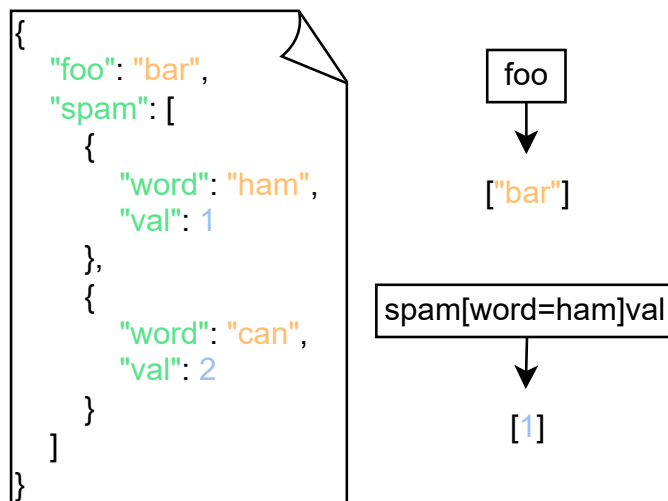 {
"foo": "bar",
"spam": [
{
"word": "ham",
"val": 1
},
{
"word": "can",
"val": 2
}
]
}
foo
["bar"]
spam[word=ham]val
[1]